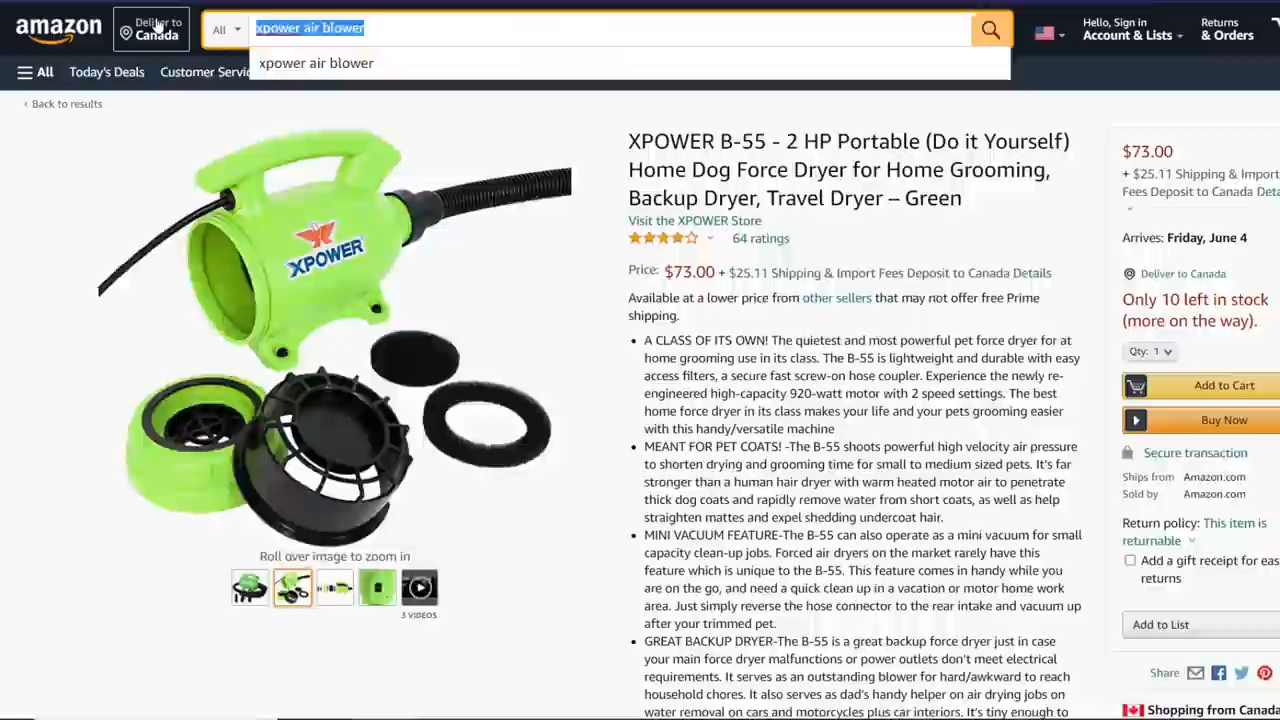 amazon
Deliver to
Canada
All
xpower air blower
Hello, Sign in
Account & Lists
Returns
& Orders
xpower air blower
All
Today's Deals
Customer Servic
‹ Back to results
XPOWER B-55 - 2 HP Portable (Do it Yourself)
Home Dog Force Dryer for Home Grooming,
Backup Dryer, Travel Dryer – Green
Visit the XPOWER Store
64 ratings
Price: $73.00 + $25.11 Shipping & Import Fees Deposit to Canada Details
Available at a lower price from other sellers that may not offer free Prime
shipping.
• A CLASS OF ITS OWN! The quietest and most powerful pet force dryer for at
home grooming use in its class. The B-55 is lightweight and durable with easy
access filters, a secure fast screw-on hose coupler. Experience the newly re-
engineered high-capacity 920-watt motor with 2 speed settings. The best
home force dryer in its class makes your life and your pets grooming easier
with this handy/versatile machine
• MEANT FOR PET COATS! -The B-55 shoots powerful high velocity air pressure
to shorten drying and grooming time for small to medium sized pets. It's far
stronger than a human hair dryer with warm heated motor air to penetrate
thick dog coats and rapidly remove water from short coats, as well as help
straighten mattes and expel shedding undercoat hair.
• MINI VACUUM FEATURE-The B-55 can also operate as a mini vacuum for small
capacity clean-up jobs. Forced air dryers on the market rarely have this
feature which is unique to the B-55. This feature comes in handy while you
are on the go, and need a quick clean up in a vacation or motor home work
area. Just simply reverse the hose connector to the rear intake and vacuum up
after your trimmed pet.
• GREAT BACKUP DRYER-The B-55 is a great backup force dryer just in case
your main force dryer malfunctions or power outlets don't meet electrical
requirements. It serves as an outstanding blower for hard/awkward to reach
household chores. It also serves as dad's handy helper on air drying jobs on
water removal on cars and motorcycles plus car interiors. It's tiny enough to
XPOWER
Roll over image to zoom in
3 VIDEOS
$73.00
+ $25.11 Shipping & Import
Fees Deposit to Canada Deta
Arrives: Friday, June 4
Deliver to Canada
Only 10 left in stock
(more on the way).
Qty: 1
Add to Cart
Buy Now
Secure transaction
Ships from Amazon.com
Sold by Amazon.com
Return policy: This item is
returnable
Add a gift receipt for eas
returns
Add to List
Share
Shopping from Canada